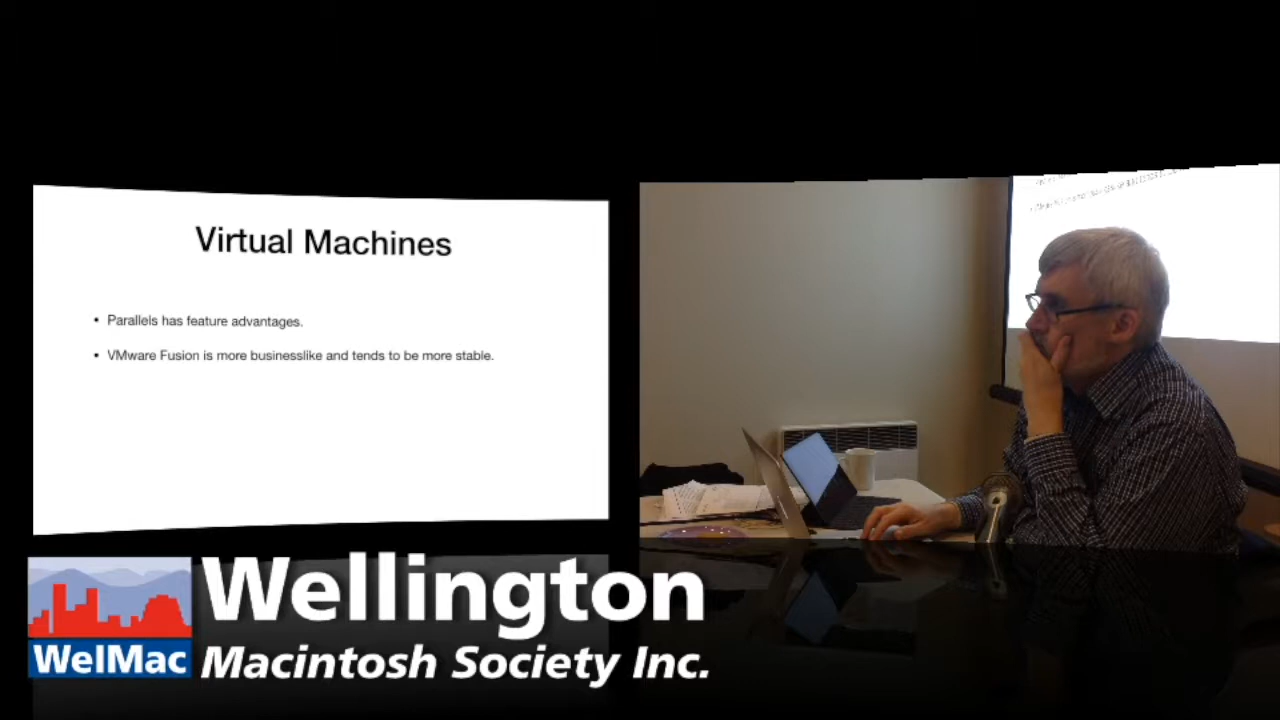 Virtual Machines
• Parallels has feature advantages.
• VMware Fusion is more businesslike and tends to be more stable.
WelMac
Wellington
Macintosh Society Inc.